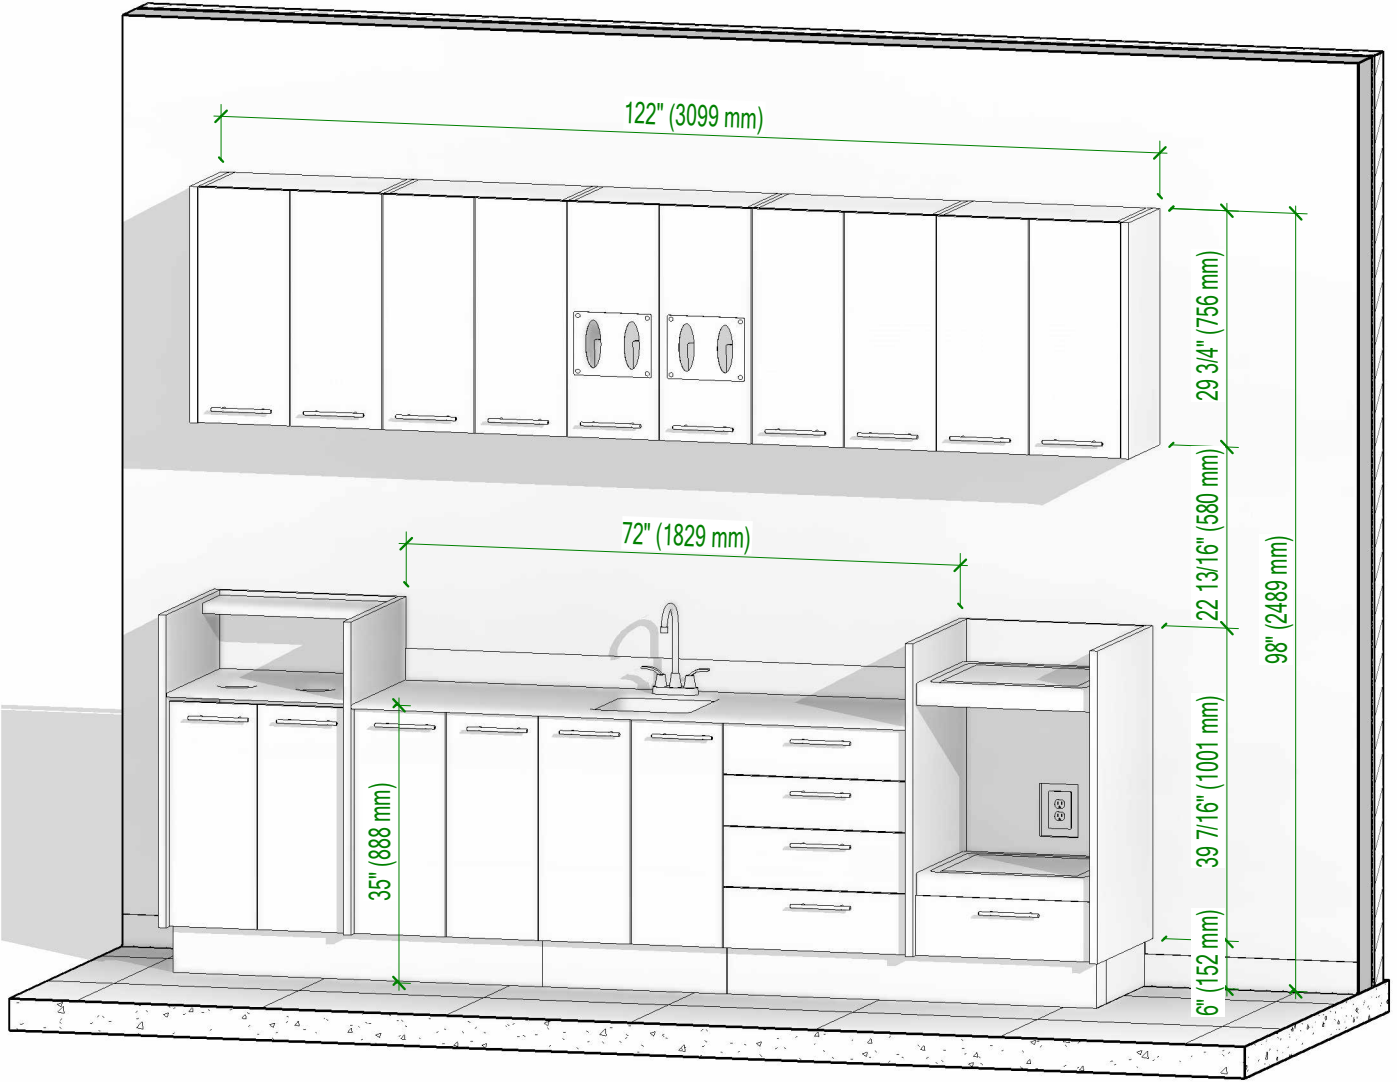 122" (3099 mm)
29 3/4" (756 mm)
72" (1829 mm)
22 13/16" (580 mm)
98" (2489 mm)
35" (888 mm)
39 7/16" (1001 mm)
6" (152 mm)